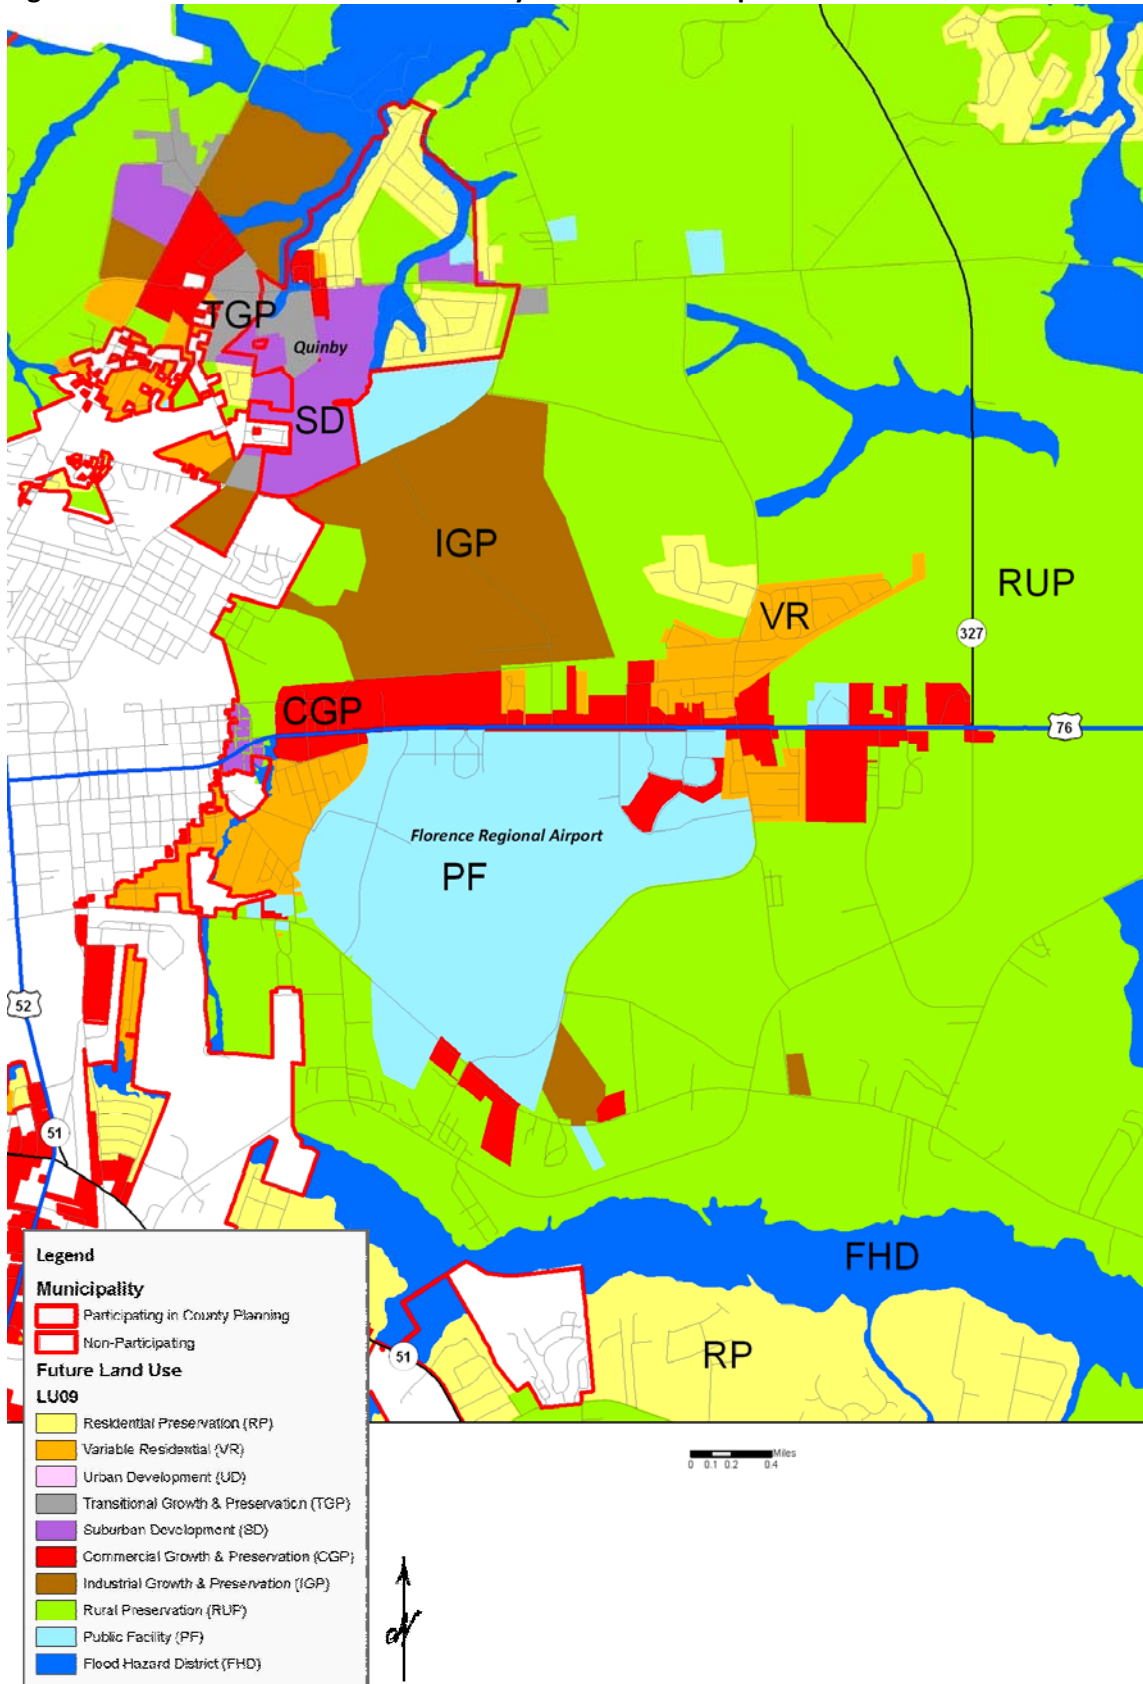 TGP
Quinby
SD
IGP
RUP
VR
327
CGP
76
Florence Regional Airport
PF
52
51
FHD
RP
51
Legend
Municipality
Participating in County Planning
Non-Participating
Future Land Use
LU09
Residential Preservation (RP)
Variable Residential (VR)
Urban Development (UD)
Transitional Growth & Preservation (TGP)
Suburban Development (SD)
Commercial Growth & Preservation (CGP)
Industrial Growth & Preservation (IGP)
Rural Preservation (RUP)
Public Facility (PF)
Flood Hazard District (FHD)
Miles
0 0.1 0.2 0.4